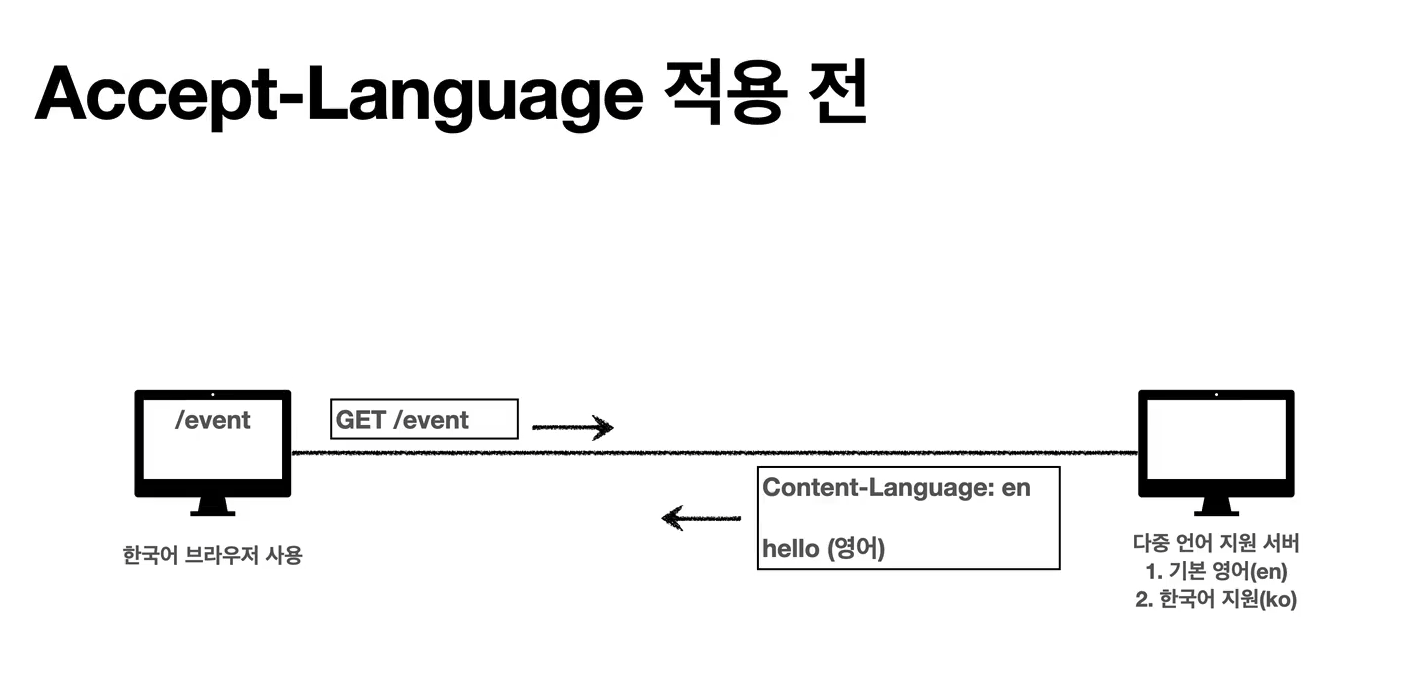 Accept-Language 적용 전
/event
GET /event
Content-Language: en
hello (영어)
한국어 브라우저 사용
다중 언어 지원 서버
1. 기본 영어(en)
2. 한국어 지원(ko)